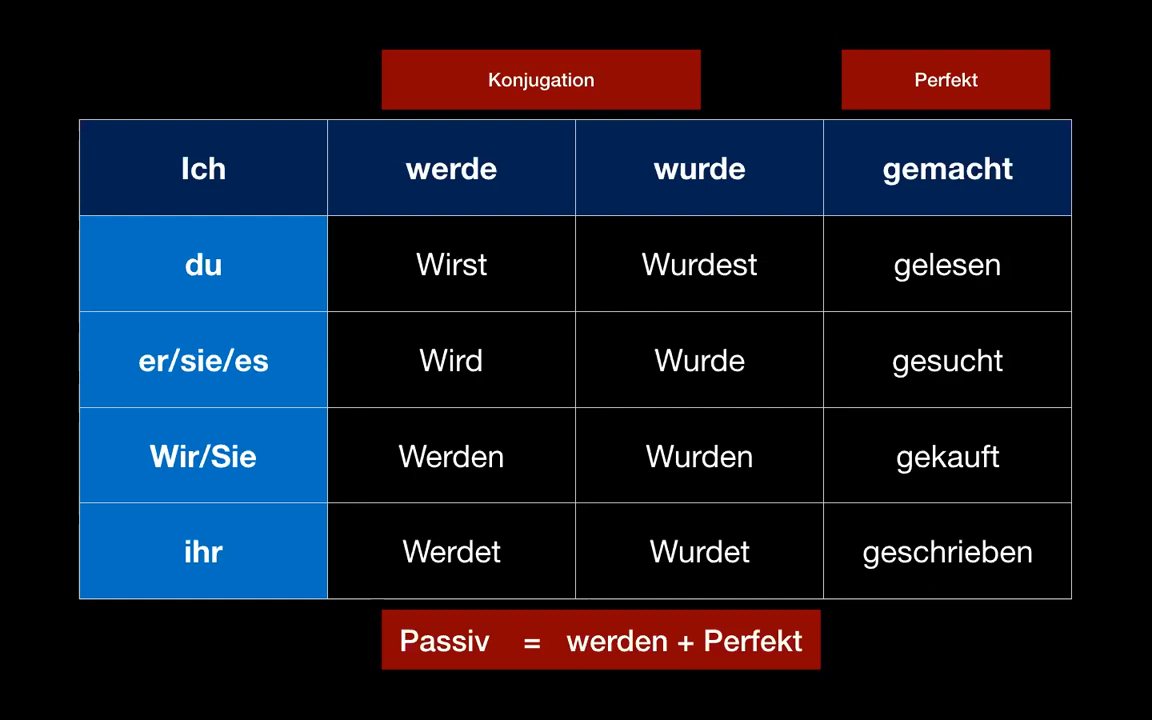 Konjugation Perfekt
Ich werde wurde gemacht
du Wirst Wurdest gelesen
er/sie/es Wird Wurde gesucht
Wir/Sie Werden Wurden gekauft
ihr Werdet Wurdet geschrieben
Passiv = werden + Perfekt